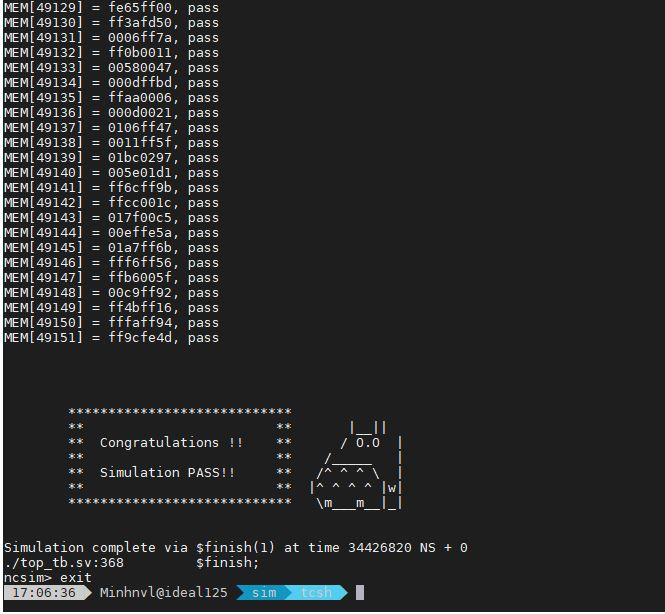 MEM[49129] = fe65ff00, pass
MEM[49130] = ff3afd50, pass
MEM[49131] = 0006ff7a, pass
MEM[49132] = ff0b0011, pass
MEM[49133] = 00580047, pass
MEM[49134] = 000dffbd, pass
MEM[49135] = ffaa0006, pass
MEM[49136] = 000d0021, pass
MEM[49137] = 0106ff47, pass
MEM[49138] = 0011ff5f, pass
MEM[49139] = 01bc0297, pass
MEM[49140] = 005e01d1, pass
MEM[49141] = ff6cff9b, pass
MEM[49142] = ffcc001c, pass
MEM[49143] = 017f00c5, pass
MEM[49144] = 00effe5a, pass
MEM[49145] = 01a7ff6b, pass
MEM[49146] = fff6ff56, pass
MEM[49147] = ffb6005f, pass
MEM[49148] = 00c9ff92, pass
MEM[49149] = ff4bff16, pass
MEM[49150] = fffaff94, pass
MEM[49151] = ff9cfe4d, pass
****************************
**                        **       |__||
**  Congratulations !!    **      / O.O  |
**                        **    /_____   |
**  Simulation PASS!!     **   /^ ^ ^ \  |
**                        **  |^ ^ ^ ^ |w|
****************************   \m___m__|_|
Simulation complete via $finish(1) at time 34426820 NS + 0
./top_tb.sv:368         $finish;
ncsim> exit
17:06:36 Minhnvl@ideal125 sim tcsh